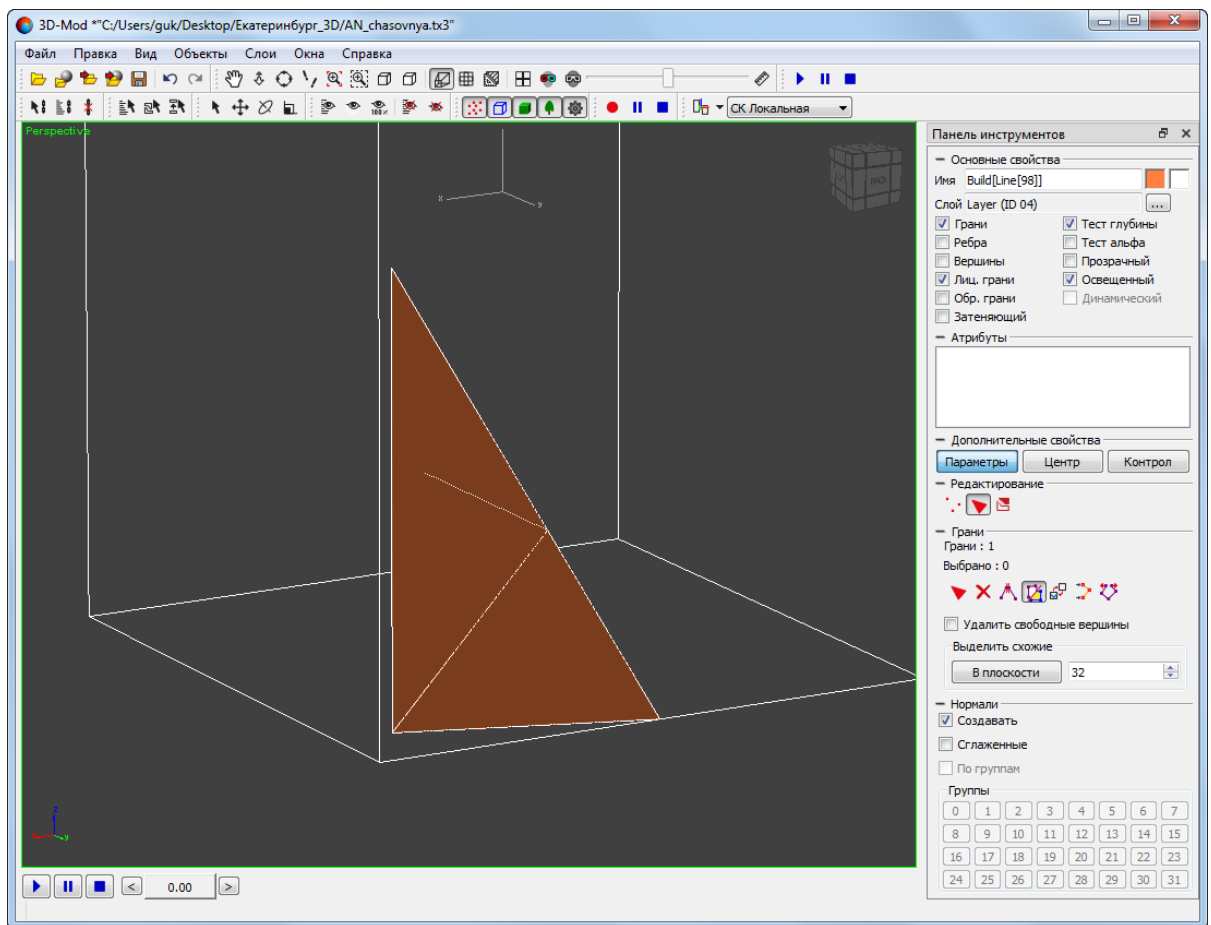 3D-Mod *"C:/Users/guk/Desktop/Екатеринбург_3D/AN_chasovnya.tx3"
Файл Правка Вид Объекты Слои Окна Справка
100%
СК Локальная
Perspective
x y
BACK
z
y
0.00
Панель инструментов
Основные свойства
Имя Build[Line[98]]
Слой Layer (ID 04) ...
Грани Тест глубины
Ребра Тест альфа
Вершины Прозрачный
Лиц. грани Освещенный
Обр. грани Динамический
Затеняющий
Атрибуты
Дополнительные свойства
Параметры Центр Контрол
Редактирование
Грани
Грани : 1
Выбрано : 0
Удалить свободные вершины
Выделить схожие
В плоскости 32
Нормали
Создавать
Сглаженные
По группам
Группы
0 1 2 3 4 5 6 7
8 9 10 11 12 13 14 15
16 17 18 19 20 21 22 23
24 25 26 27 28 29 30 31